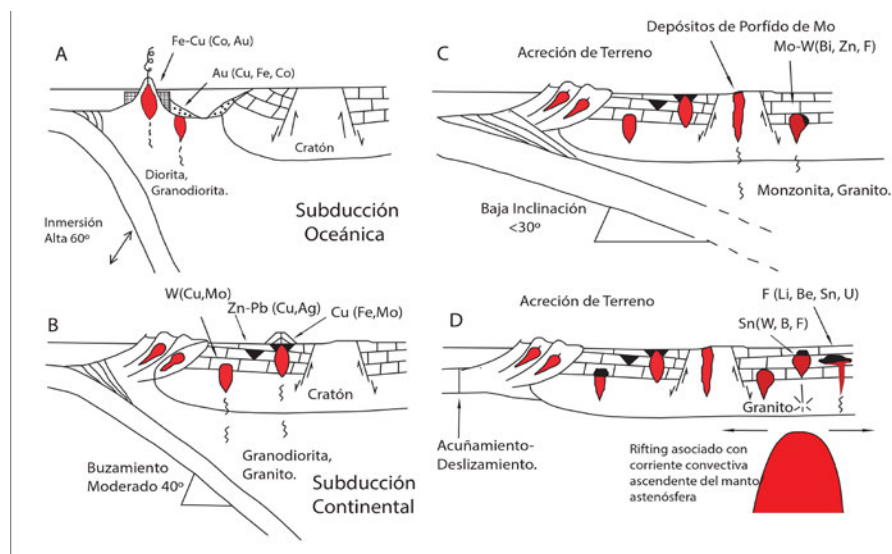 A
Fe-Cu (Co, Au)
Au (Cu, Fe, Co)
Cratón
Diorita,
Granodiorita.
Inmersión
Alta 60º
Subducción
Oceánica
B
W(Cu,Mo)
Zn-Pb (Cu,Ag)
Cu (Fe,Mo)
Cratón
Granodiorita,
Granito.
Buzamiento
Moderado 40º
Subducción
Continental
C
Acreción de Terreno
Depósitos de Porfído de Mo
Mo-W(Bi, Zn, F)
Monzonita, Granito.
Baja Inclinación
<30º
D
Acreción de Terreno
F (Li, Be, Sn, U)
Sn(W, B, F)
Granito
Acuñamiento-
Deslizamiento.
Rifting asociado con
corriente convectiva
ascendente del manto
astenósfera